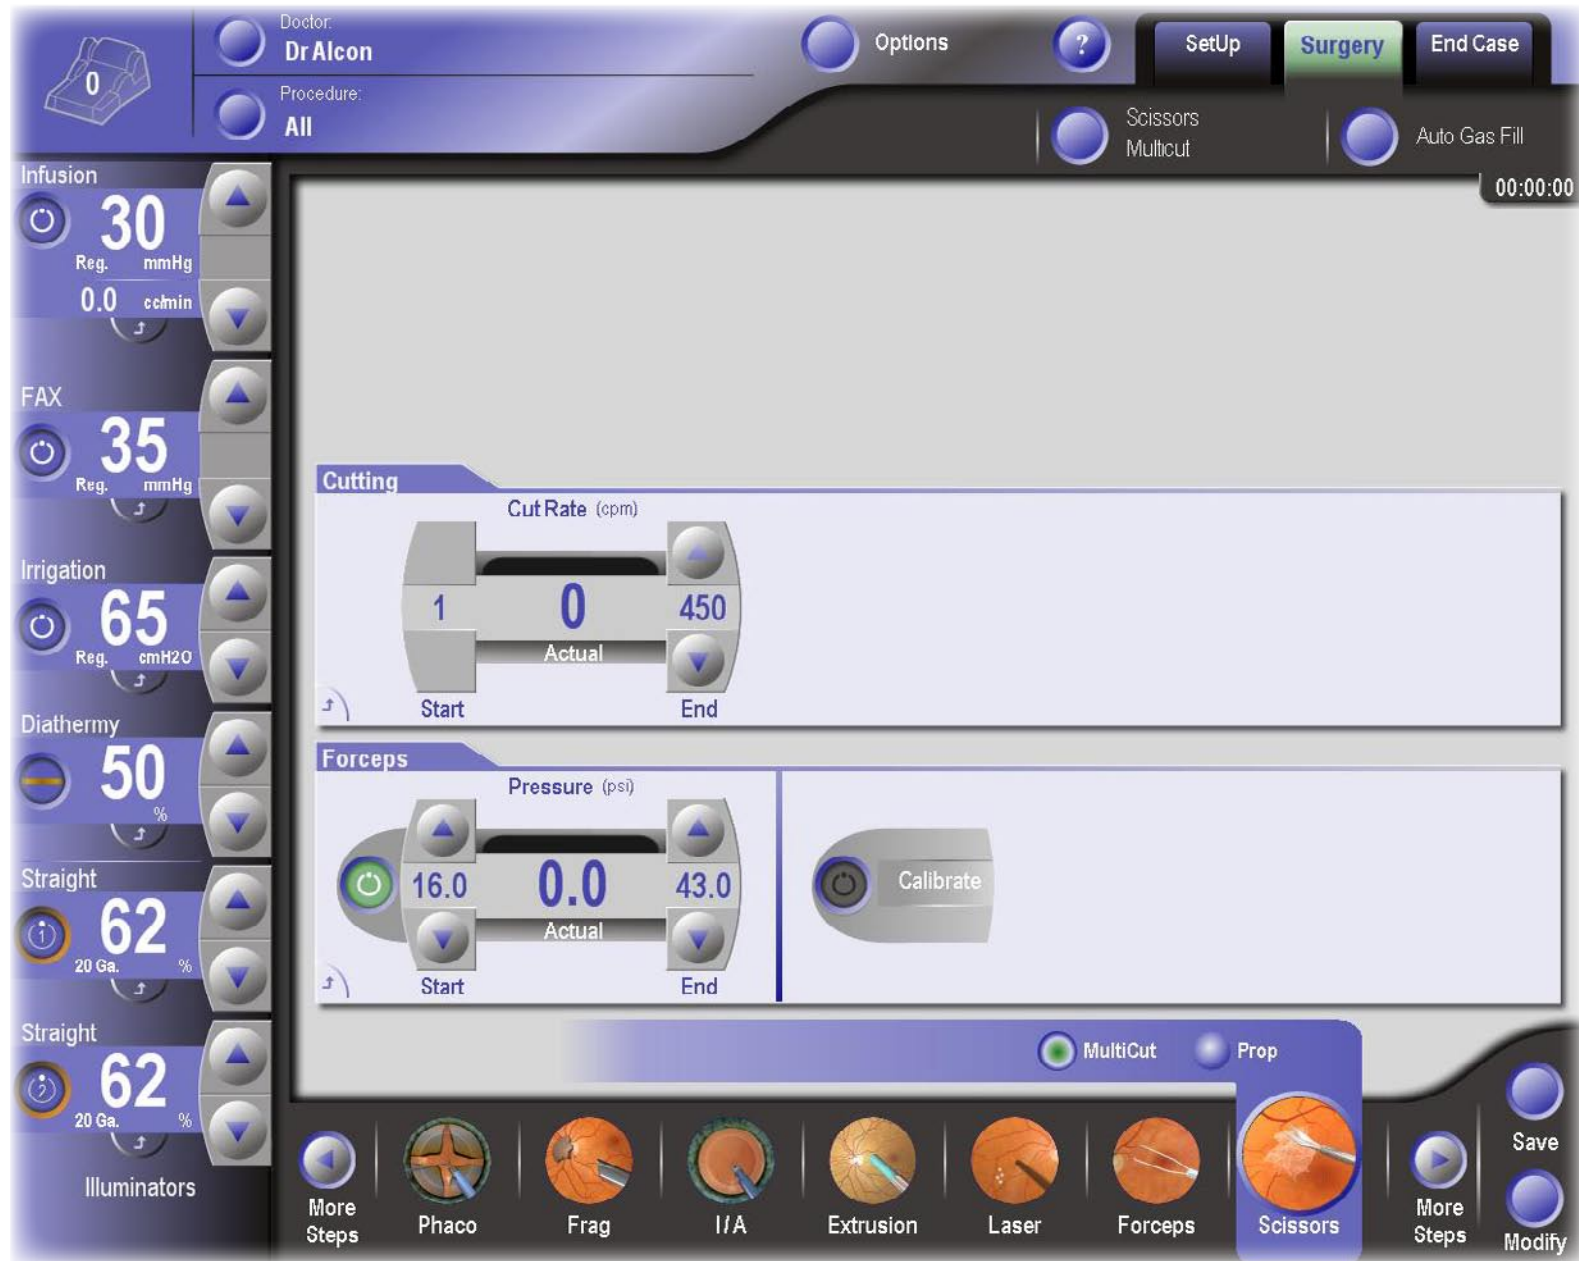 0
Doctor:
DrAlcon
Procedure:
All
Options
?
SetUp
Surgery
End Case
Scissors
Multicut
Auto Gas Fill
00:00:00
Infusion
30
Reg. mmHg
0.0 cc/min
FAX
35
Reg. mmHg
Irrigation
65
Reg. cmH2O
Diathermy
50
%
Straight
1 62
20 Ga. %
Straight
2 62
20 Ga. %
Illuminators
Cutting
Cut Rate (cpm)
1 0 450
Actual
Start End
Forceps
Pressure (psi)
16.0 0.0 43.0
Actual
Start End
Calibrate
MultiCut Prop
More
Steps
Phaco
Frag
I/A
Extrusion
Laser
Forceps
Scissors
More
Steps
Save
Modify